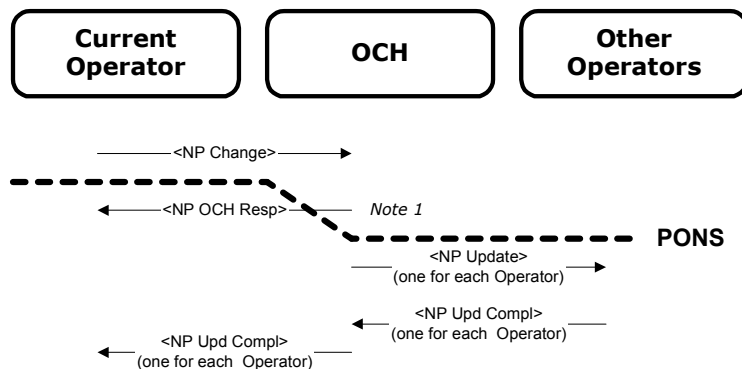 Current
Operator
OCH
Other
Operators
<NP Change>
<NP OCH Resp>
Note 1
PONS
<NP Update>
(one for each Operator)
<NP Upd Compl>
(one for each Operator)
<NP Upd Compl>
(one for each Operator)